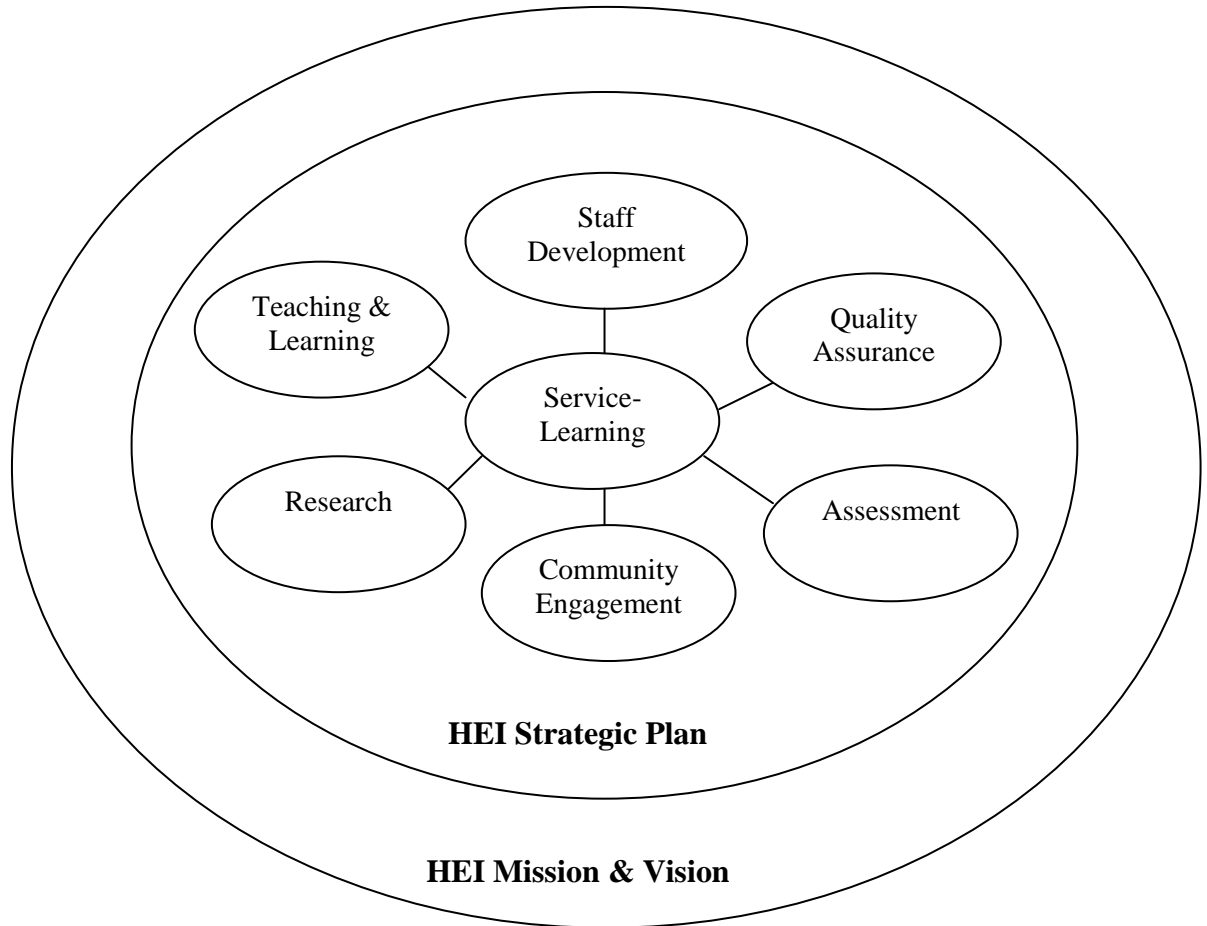 Staff
Development
Teaching &
Learning
Quality
Assurance
Service-
Learning
Research
Assessment
Community
Engagement
HEI Strategic Plan
HEI Mission & Vision